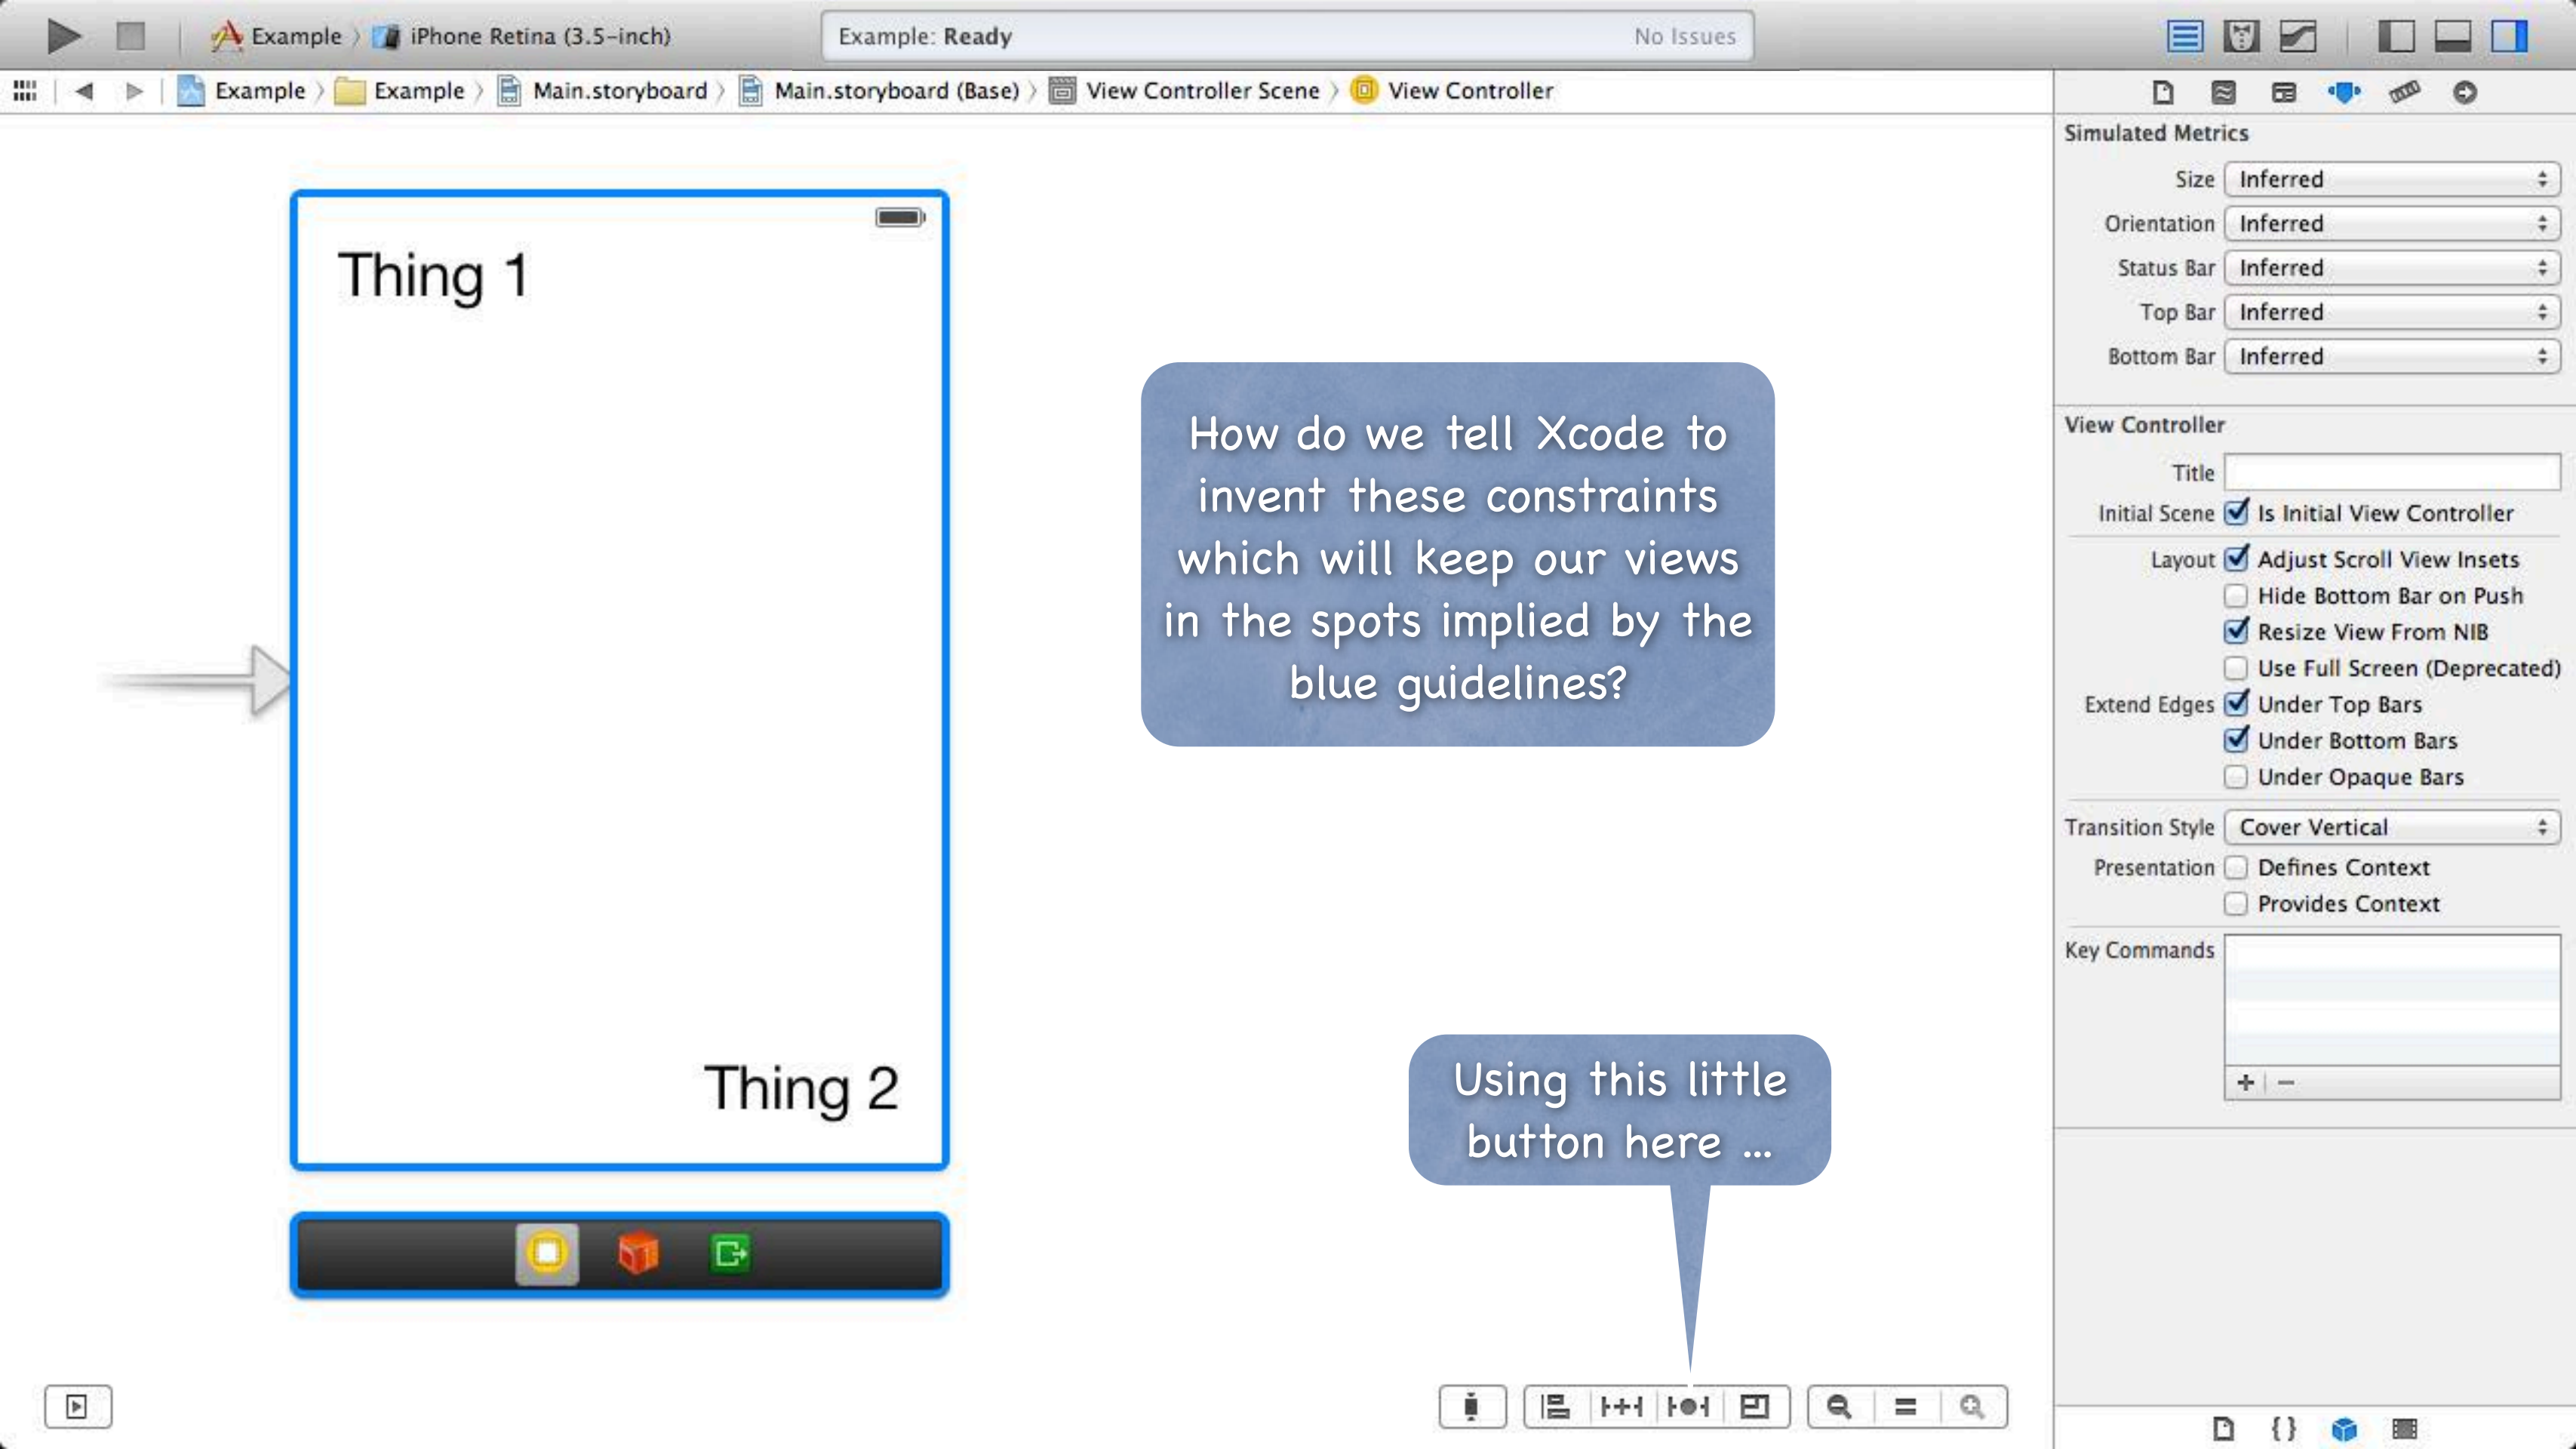 Example iPhone Retina (3.5-inch)
Example: Ready
No Issues
Example Example Main.storyboard Main.storyboard (Base) View Controller Scene View Controller
Thing 1
Thing 2
How do we tell Xcode to
invent these constraints
which will keep our views
in the spots implied by the
blue guidelines?
Using this little
button here ...
Simulated Metrics
Size Inferred
Orientation Inferred
Status Bar Inferred
Top Bar Inferred
Bottom Bar Inferred
View Controller
Title
Initial Scene Is Initial View Controller
Layout Adjust Scroll View Insets
Hide Bottom Bar on Push
Resize View From NIB
Use Full Screen (Deprecated)
Extend Edges Under Top Bars
Under Bottom Bars
Under Opaque Bars
Transition Style Cover Vertical
Presentation Defines Context
Provides Context
Key Commands